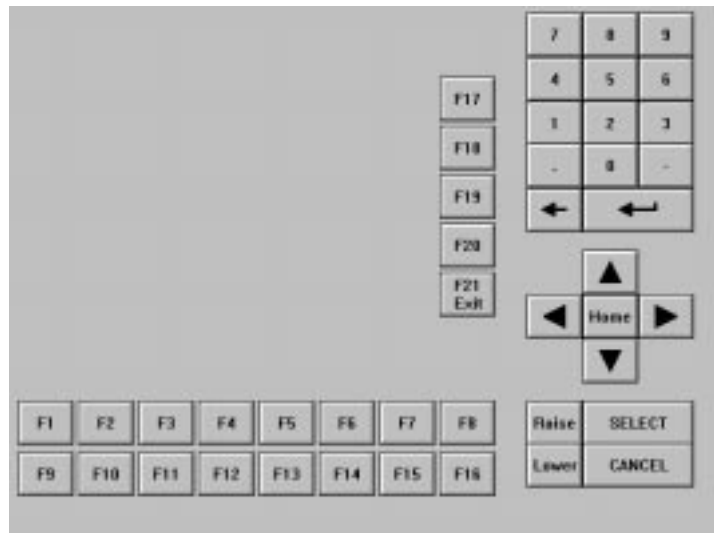 7 8 9
4 5 6
F17
1 2 3
F18
. 0 -
F19
F20
F21
Exit
Home
F1 F2 F3 F4 F5 F6 F7 F8
Raise SELECT
F9 F10 F11 F12 F13 F14 F15 F16
Lower CANCEL